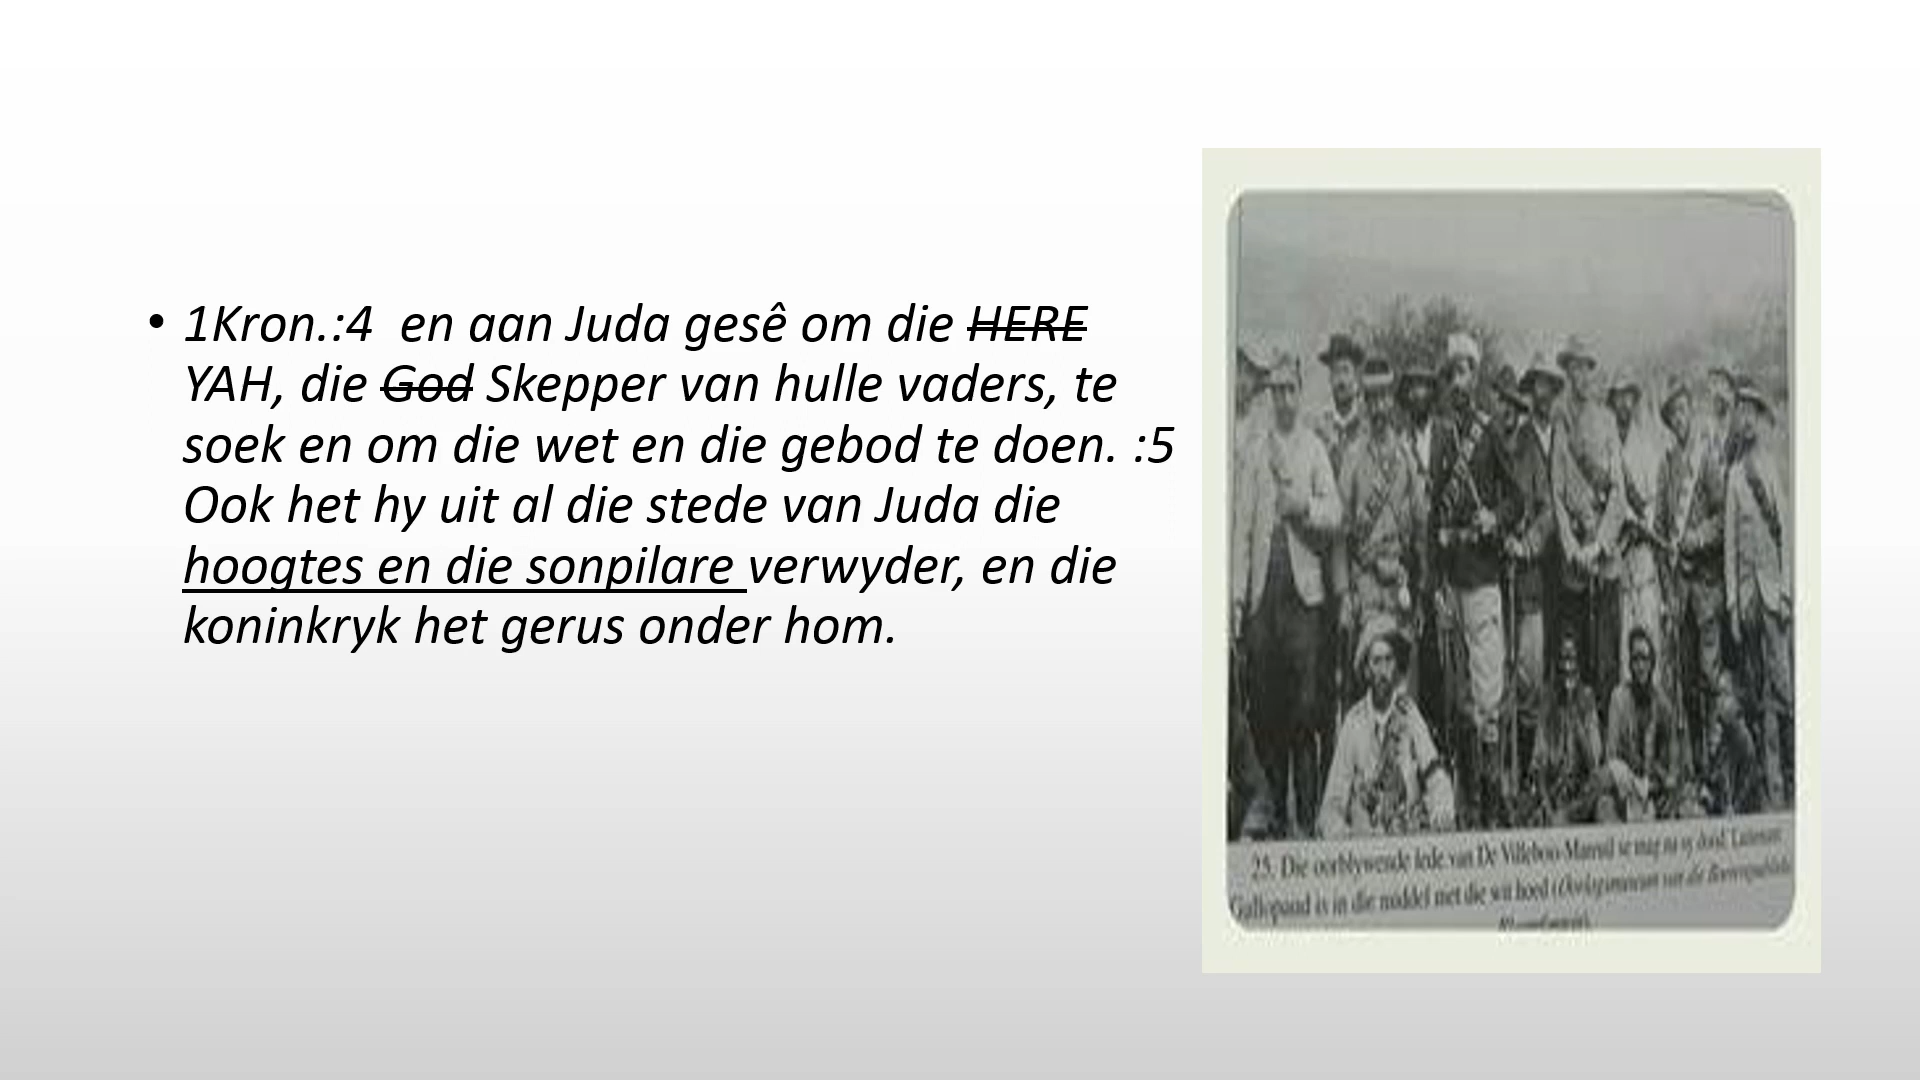 • 1Kron.:4  en aan Juda gesê om die HERE
YAH, die God Skepper van hulle vaders, te
soek en om die wet en die gebod te doen. :5
Ook het hy uit al die stede van Juda die
hoogtes en die sonpilare verwyder, en die
koninkryk het gerus onder hom.
25. Die oorblywende lede van De Villebois-Mareuil se mag na sy dood. Luitenant
Gallopaud is in die middel met die wit hoed